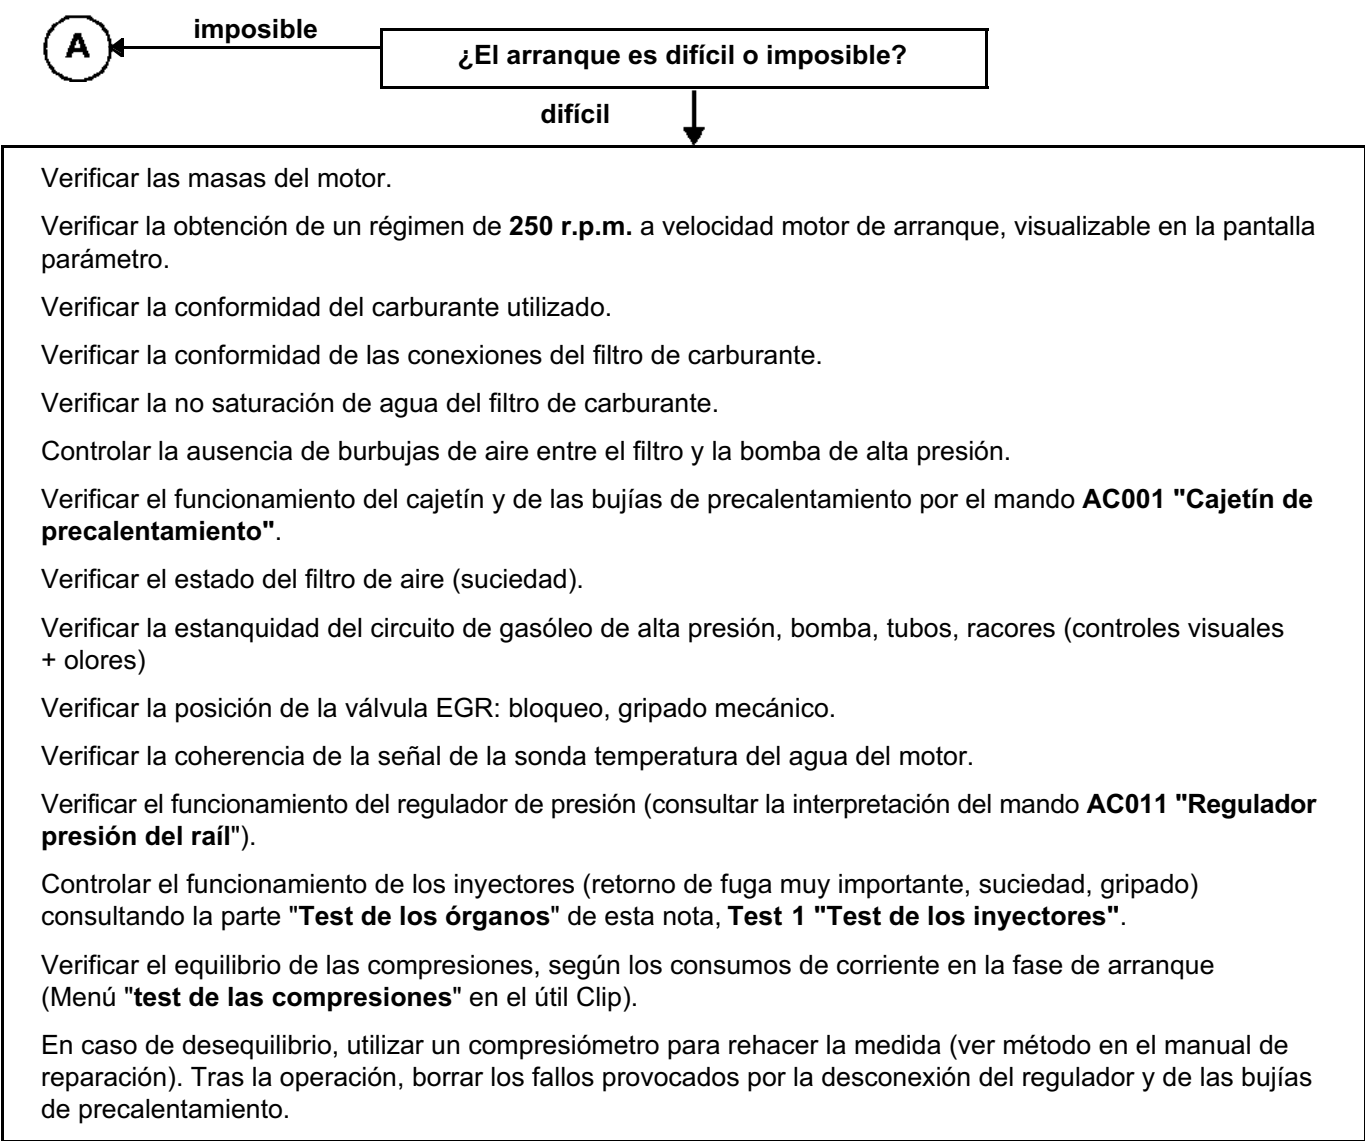 imposible
A
¿El arranque es difícil o imposible?
difícil
Verificar las masas del motor.
Verificar la obtención de un régimen de 250 r.p.m. a velocidad motor de arranque, visualizable en la pantalla
parámetro.
Verificar la conformidad del carburante utilizado.
Verificar la conformidad de las conexiones del filtro de carburante.
Verificar la no saturación de agua del filtro de carburante.
Controlar la ausencia de burbujas de aire entre el filtro y la bomba de alta presión.
Verificar el funcionamiento del cajetín y de las bujías de precalentamiento por el mando AC001 "Cajetín de
precalentamiento".
Verificar el estado del filtro de aire (suciedad).
Verificar la estanquidad del circuito de gasóleo de alta presión, bomba, tubos, racores (controles visuales
+ olores)
Verificar la posición de la válvula EGR: bloqueo, gripado mecánico.
Verificar la coherencia de la señal de la sonda temperatura del agua del motor.
Verificar el funcionamiento del regulador de presión (consultar la interpretación del mando AC011 "Regulador
presión del raíl").
Controlar el funcionamiento de los inyectores (retorno de fuga muy importante, suciedad, gripado)
consultando la parte "Test de los órganos" de esta nota, Test 1 "Test de los inyectores".
Verificar el equilibrio de las compresiones, según los consumos de corriente en la fase de arranque
(Menú "test de las compresiones" en el útil Clip).
En caso de desequilibrio, utilizar un compresiómetro para rehacer la medida (ver método en el manual de
reparación). Tras la operación, borrar los fallos provocados por la desconexión del regulador y de las bujías
de precalentamiento.